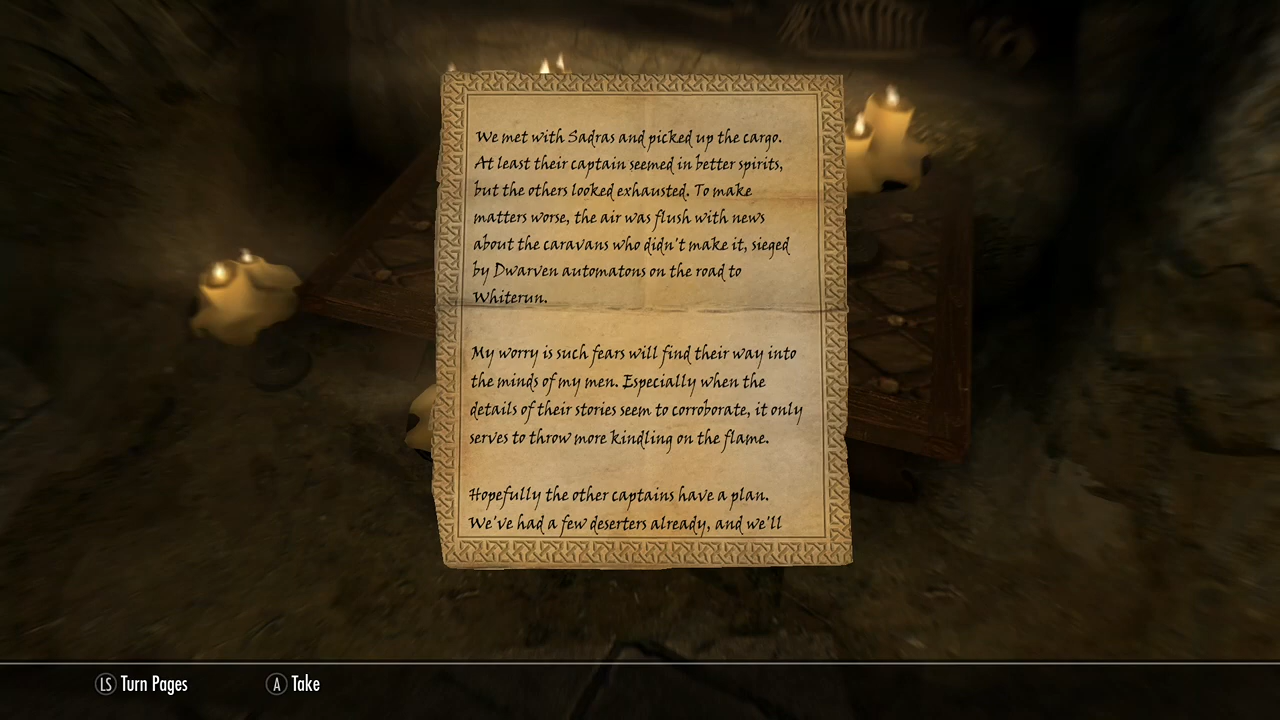 We met with Sadras and picked up the cargo.
At least their captain seemed in better spirits,
but the others looked exhausted. To make
matters worse, the air was flush with news
about the caravans who didn't make it, sieged
by Dwarven automatons on the road to
Whiterun.
My worry is such fears will find their way into
the minds of my men. Especially when the
details of their stories seem to corroborate, it only
serves to throw more kindling on the flame.
Hopefully the other captains have a plan.
We've had a few deserters already, and we'll
LS Turn Pages
A Take